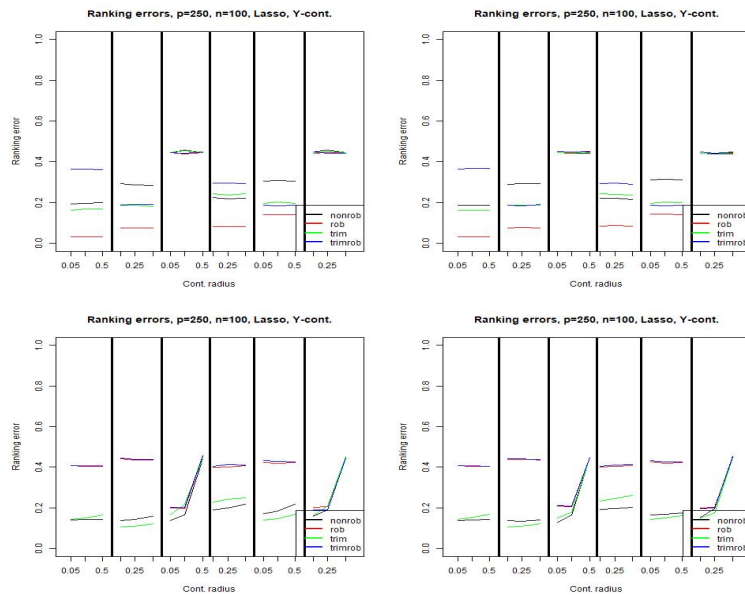 Ranking errors, p=250, n=100, Lasso, Y-cont.
Ranking error
1.0
0.8
0.6
0.4
0.2
0.0
nonrob
rob
trim
trimrob
0.05 0.5 0.25 0.05 0.5 0.25 0.05 0.5 0.25
Cont. radius
Ranking errors, p=250, n=100, Lasso, Y-cont.
Ranking error
1.0
0.8
0.6
0.4
0.2
0.0
nonrob
rob
trim
trimrob
0.05 0.5 0.25 0.05 0.5 0.25 0.05 0.5 0.25
Cont. radius
Ranking errors, p=250, n=100, Lasso, Y-cont.
Ranking error
1.0
0.8
0.6
0.4
0.2
0.0
nonrob
rob
trim
trimrob
0.05 0.5 0.25 0.05 0.5 0.25 0.05 0.5 0.25
Cont. radius
Ranking errors, p=250, n=100, Lasso, Y-cont.
Ranking error
1.0
0.8
0.6
0.4
0.2
0.0
nonrob
rob
trim
trimrob
0.05 0.5 0.25 0.05 0.5 0.25 0.05 0.5 0.25
Cont. radius